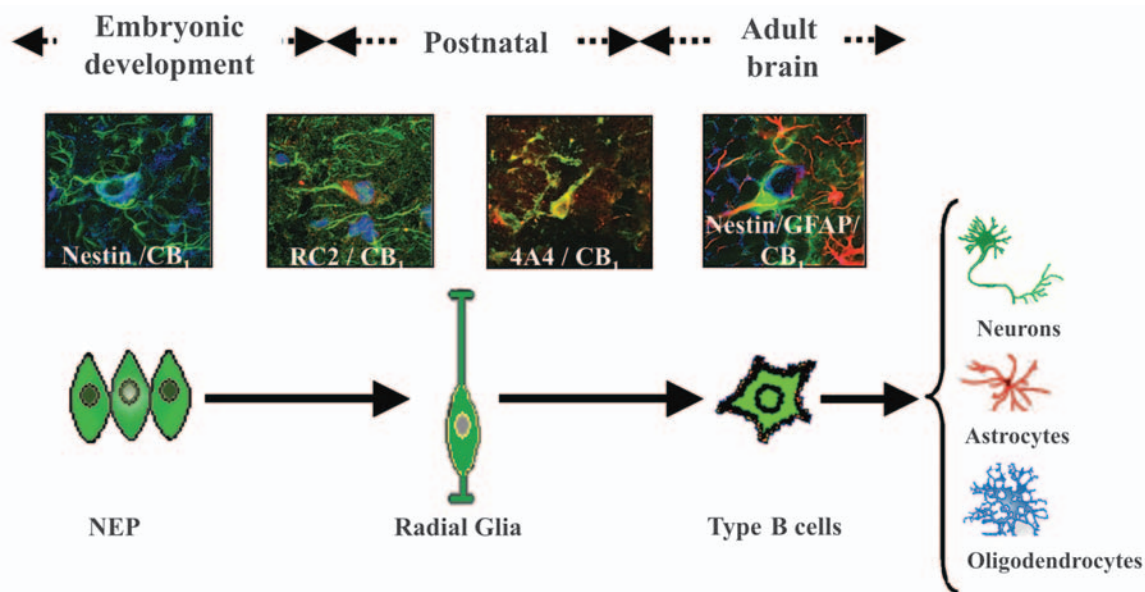 Embryonic
development
Postnatal
Adult
brain
Nestin /CB₁
RC2 / CB₁
4A4 / CB₁
Nestin/GFAP/
CB₁
Neurons
Astrocytes
Oligodendrocytes
NEP
Radial Glia
Type B cells